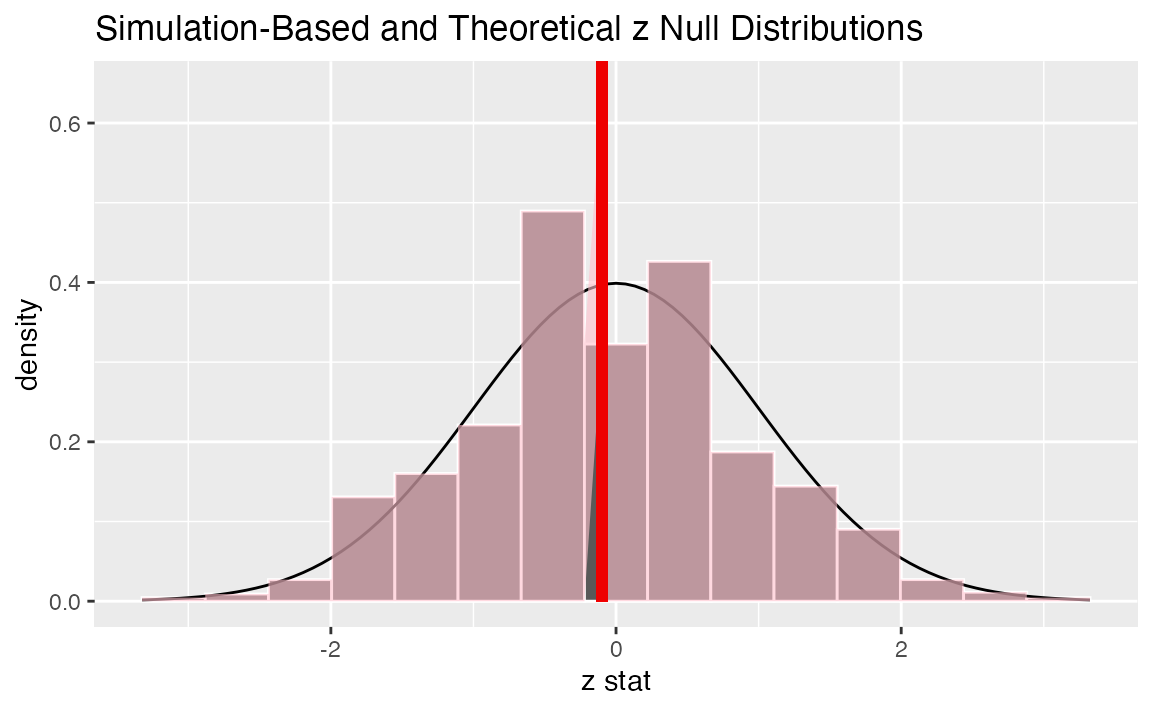 Simulation-Based and Theoretical z Null Distributions
0.6
0.4
0.2
0.0
density
-2 0 2
z stat